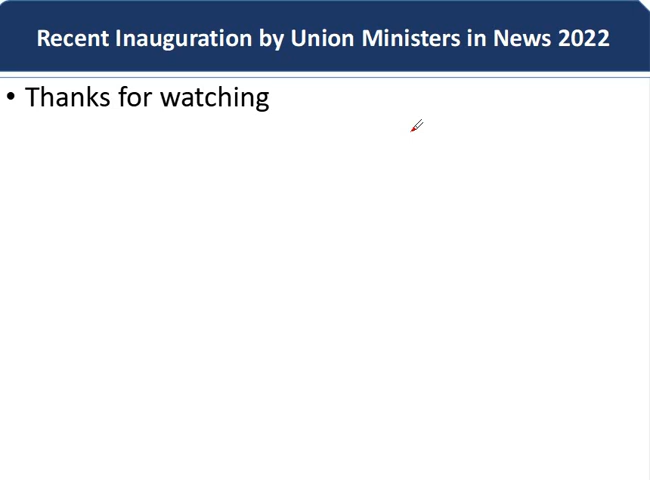 Recent Inauguration by Union Ministers in News 2022
• Thanks for watching